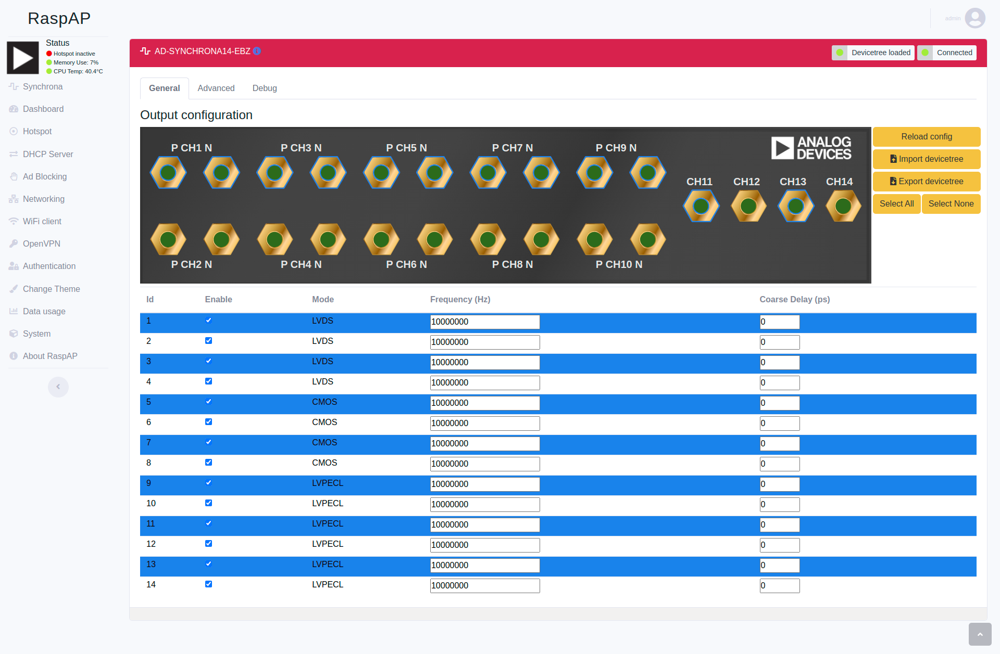 RaspAP
admin
Status
Hotspot inactive
Memory Use: 7%
CPU Temp: 40.4°C
Synchrona
Dashboard
Hotspot
DHCP Server
Ad Blocking
Networking
WiFi client
OpenVPN
Authentication
Change Theme
Data usage
System
About RaspAP
AD-SYNCHRONA14-EBZ
Devicetree loaded Connected
General Advanced Debug
Output configuration
P CH1 N P CH3 N P CH5 N P CH7 N P CH9 N
ANALOG
DEVICES
CH11 CH12 CH13 CH14
P CH2 N P CH4 N P CH6 N P CH8 N P CH10 N
Reload config
Import devicetree
Export devicetree
Select All Select None
Id Enable Mode Frequency (Hz) Coarse Delay (ps)
1 LVDS 10000000 0
2 LVDS 10000000 0
3 LVDS 10000000 0
4 LVDS 10000000 0
5 CMOS 10000000 0
6 CMOS 10000000 0
7 CMOS 10000000 0
8 CMOS 10000000 0
9 LVPECL 10000000 0
10 LVPECL 10000000 0
11 LVPECL 10000000 0
12 LVPECL 10000000 0
13 LVPECL 10000000 0
14 LVPECL 10000000 0